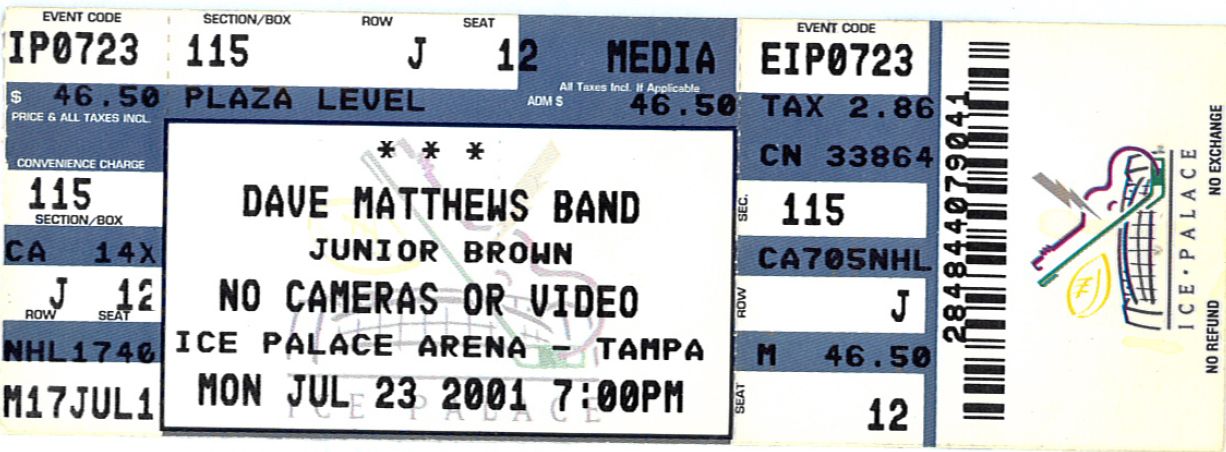 EVENT CODE SECTION/BOX ROW SEAT EVENT CODE
IP0723 115 J 12 MEDIA EIP0723
$ 46.50 PLAZA LEVEL ADM $ All Taxes Incl. If Applicable 46.50 TAX 2.86
PRICE & ALL TAXES INCL.
CONVENIENCE CHARGE
115
SECTION/BOX
CA 14X
J 12
ROW SEAT
NHL1740
M17JUL1
* * *
DAVE MATTHEWS BAND
JUNIOR BROWN
NO CAMERAS OR VIDEO
ICE PALACE ARENA - TAMPA
MON JUL 23 2001 7:00PM
ICE PALACE
CN 33864
SEC. 115
CA705NHL
ROW J
M 46.50
SEAT 12
284844079041
ICE·PALACE
NO REFUND NO EXCHANGE